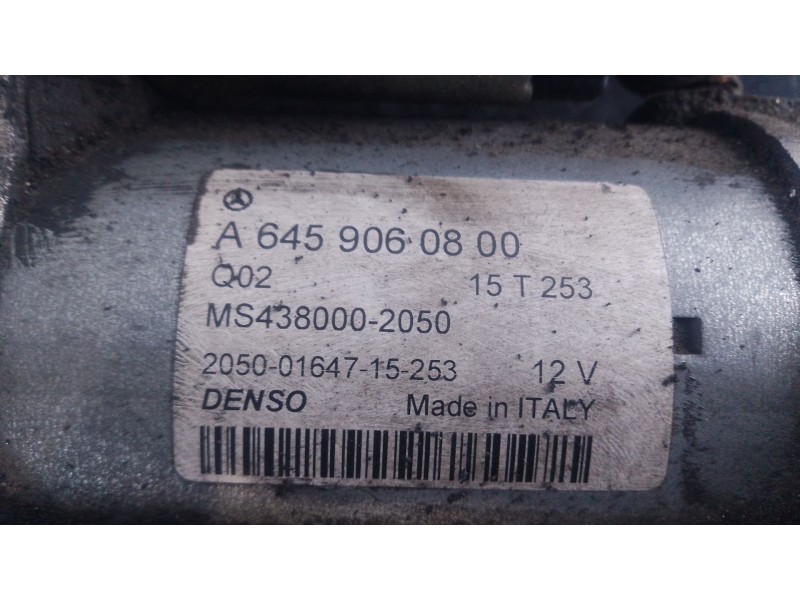 A 645 906 08 00
Q02 15 T 253
MS438000-2050
2050-01647-15-253 12 V
DENSO Made in ITALY